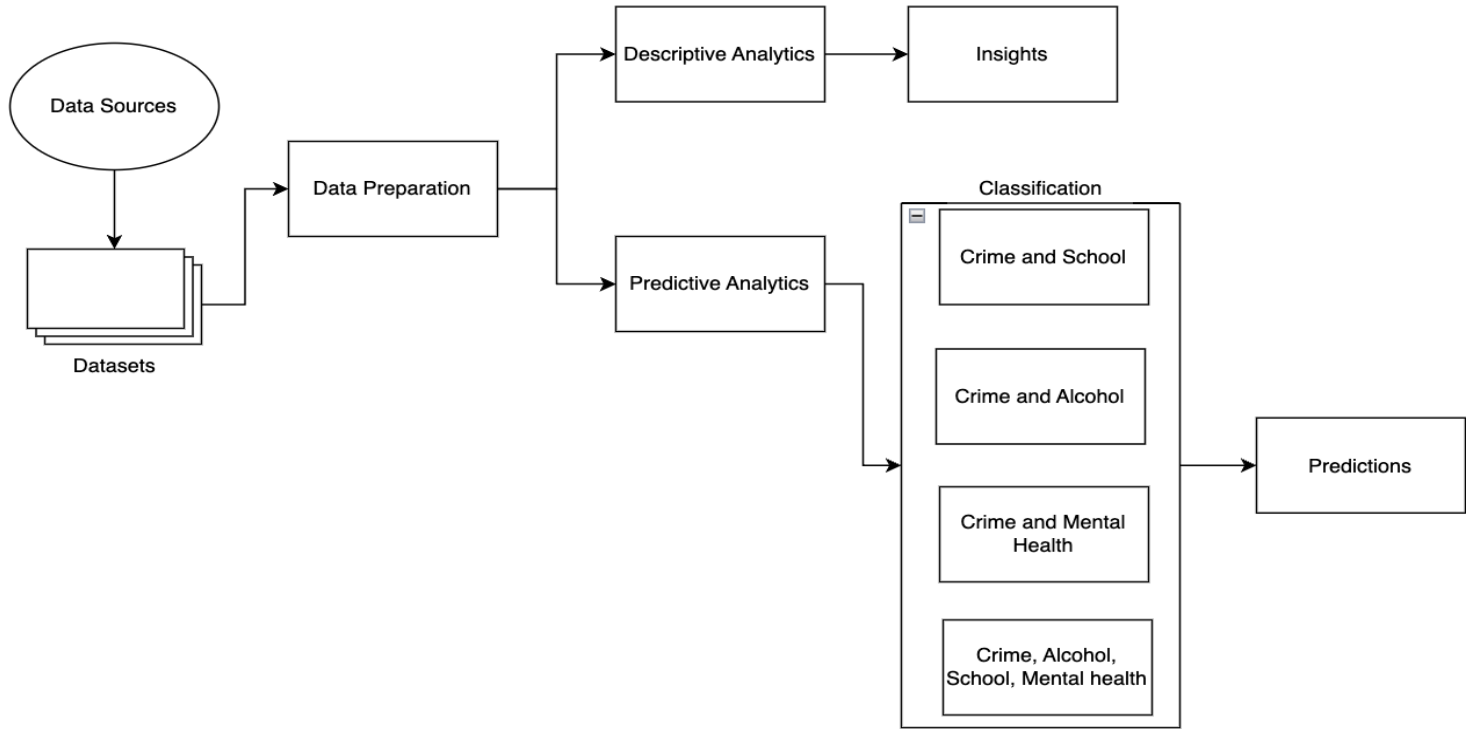 Data Sources
Datasets
Data Preparation
Descriptive Analytics
Insights
Predictive Analytics
Classification
Crime and School
Crime and Alcohol
Crime and Mental
Health
Crime, Alcohol,
School, Mental health
Predictions